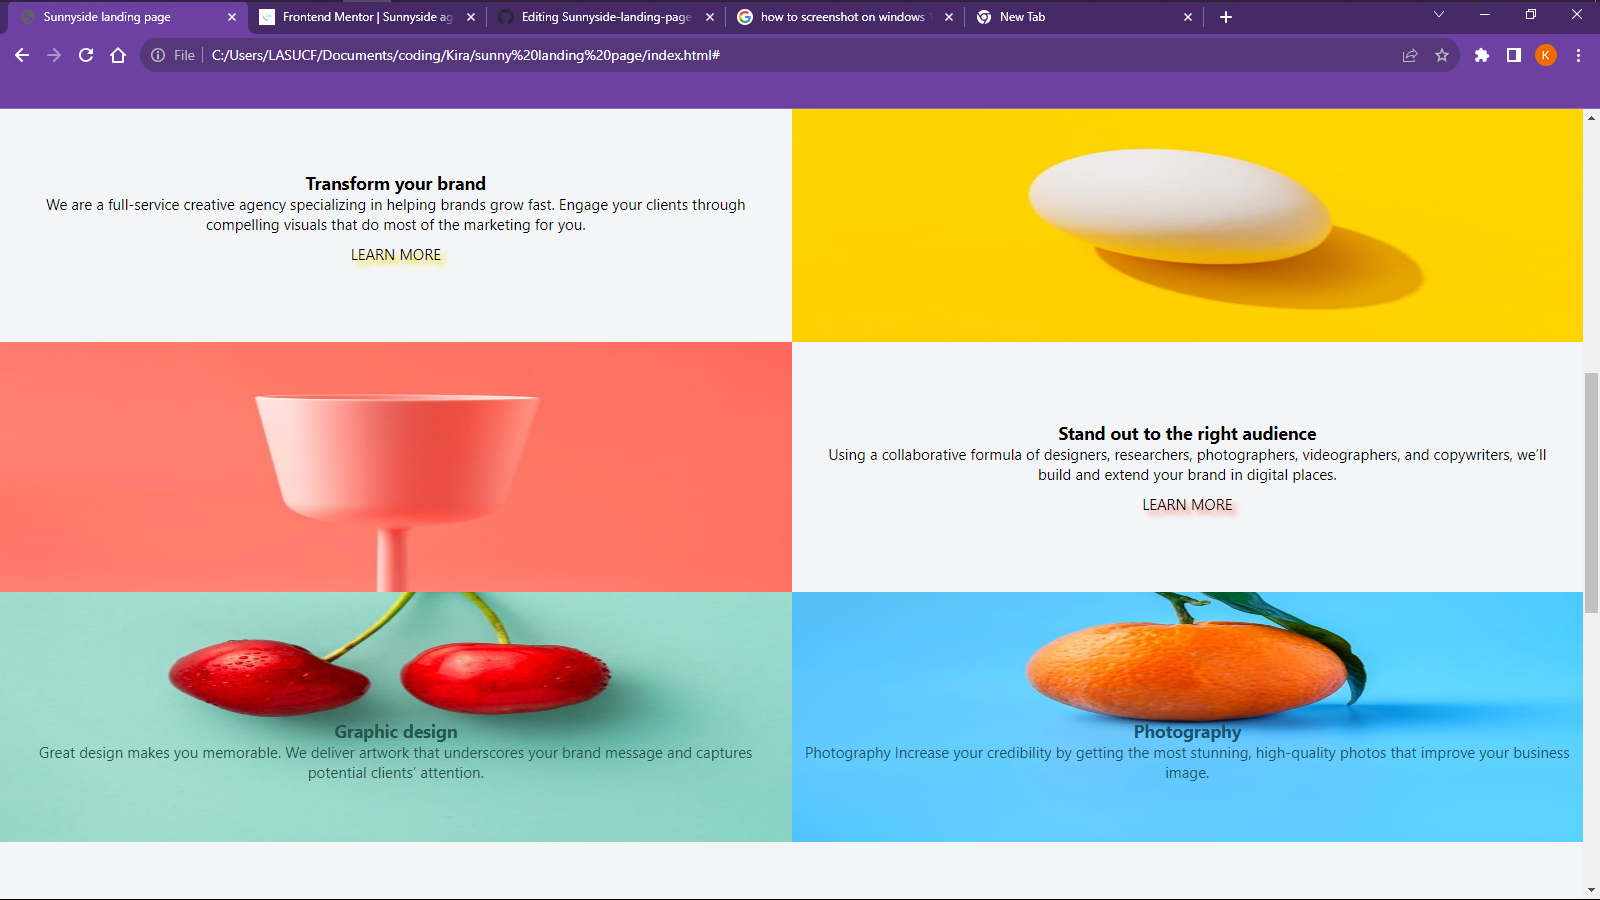 Sunnyside landing page
Frontend Mentor | Sunnyside ag
Editing Sunnyside-landing-page
how to screenshot on windows
New Tab
File
C:/Users/LASUCF/Documents/coding/Kira/sunny%20landing%20page/index.html#
K
Transform your brand
We are a full-service creative agency specializing in helping brands grow fast. Engage your clients through
compelling visuals that do most of the marketing for you.
LEARN MORE
Stand out to the right audience
Using a collaborative formula of designers, researchers, photographers, videographers, and copywriters, we’ll
build and extend your brand in digital places.
LEARN MORE
Graphic design
Great design makes you memorable. We deliver artwork that underscores your brand message and captures
potential clients’ attention.
Photography
Photography Increase your credibility by getting the most stunning, high-quality photos that improve your business
image.